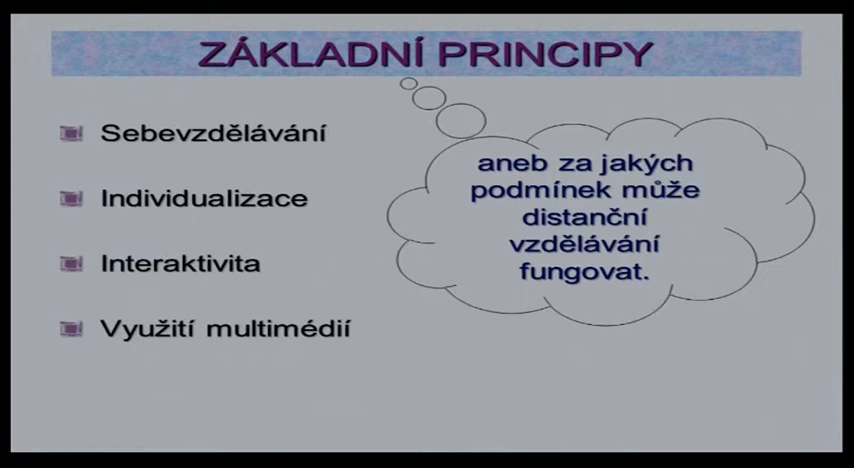 ZÁKLADNÍ PRINCIPY
Sebevzdělávání
Individualizace
Interaktivita
Využití multimédií
aneb za jakých
podmínek může
distanční
vzdělávání
fungovat.